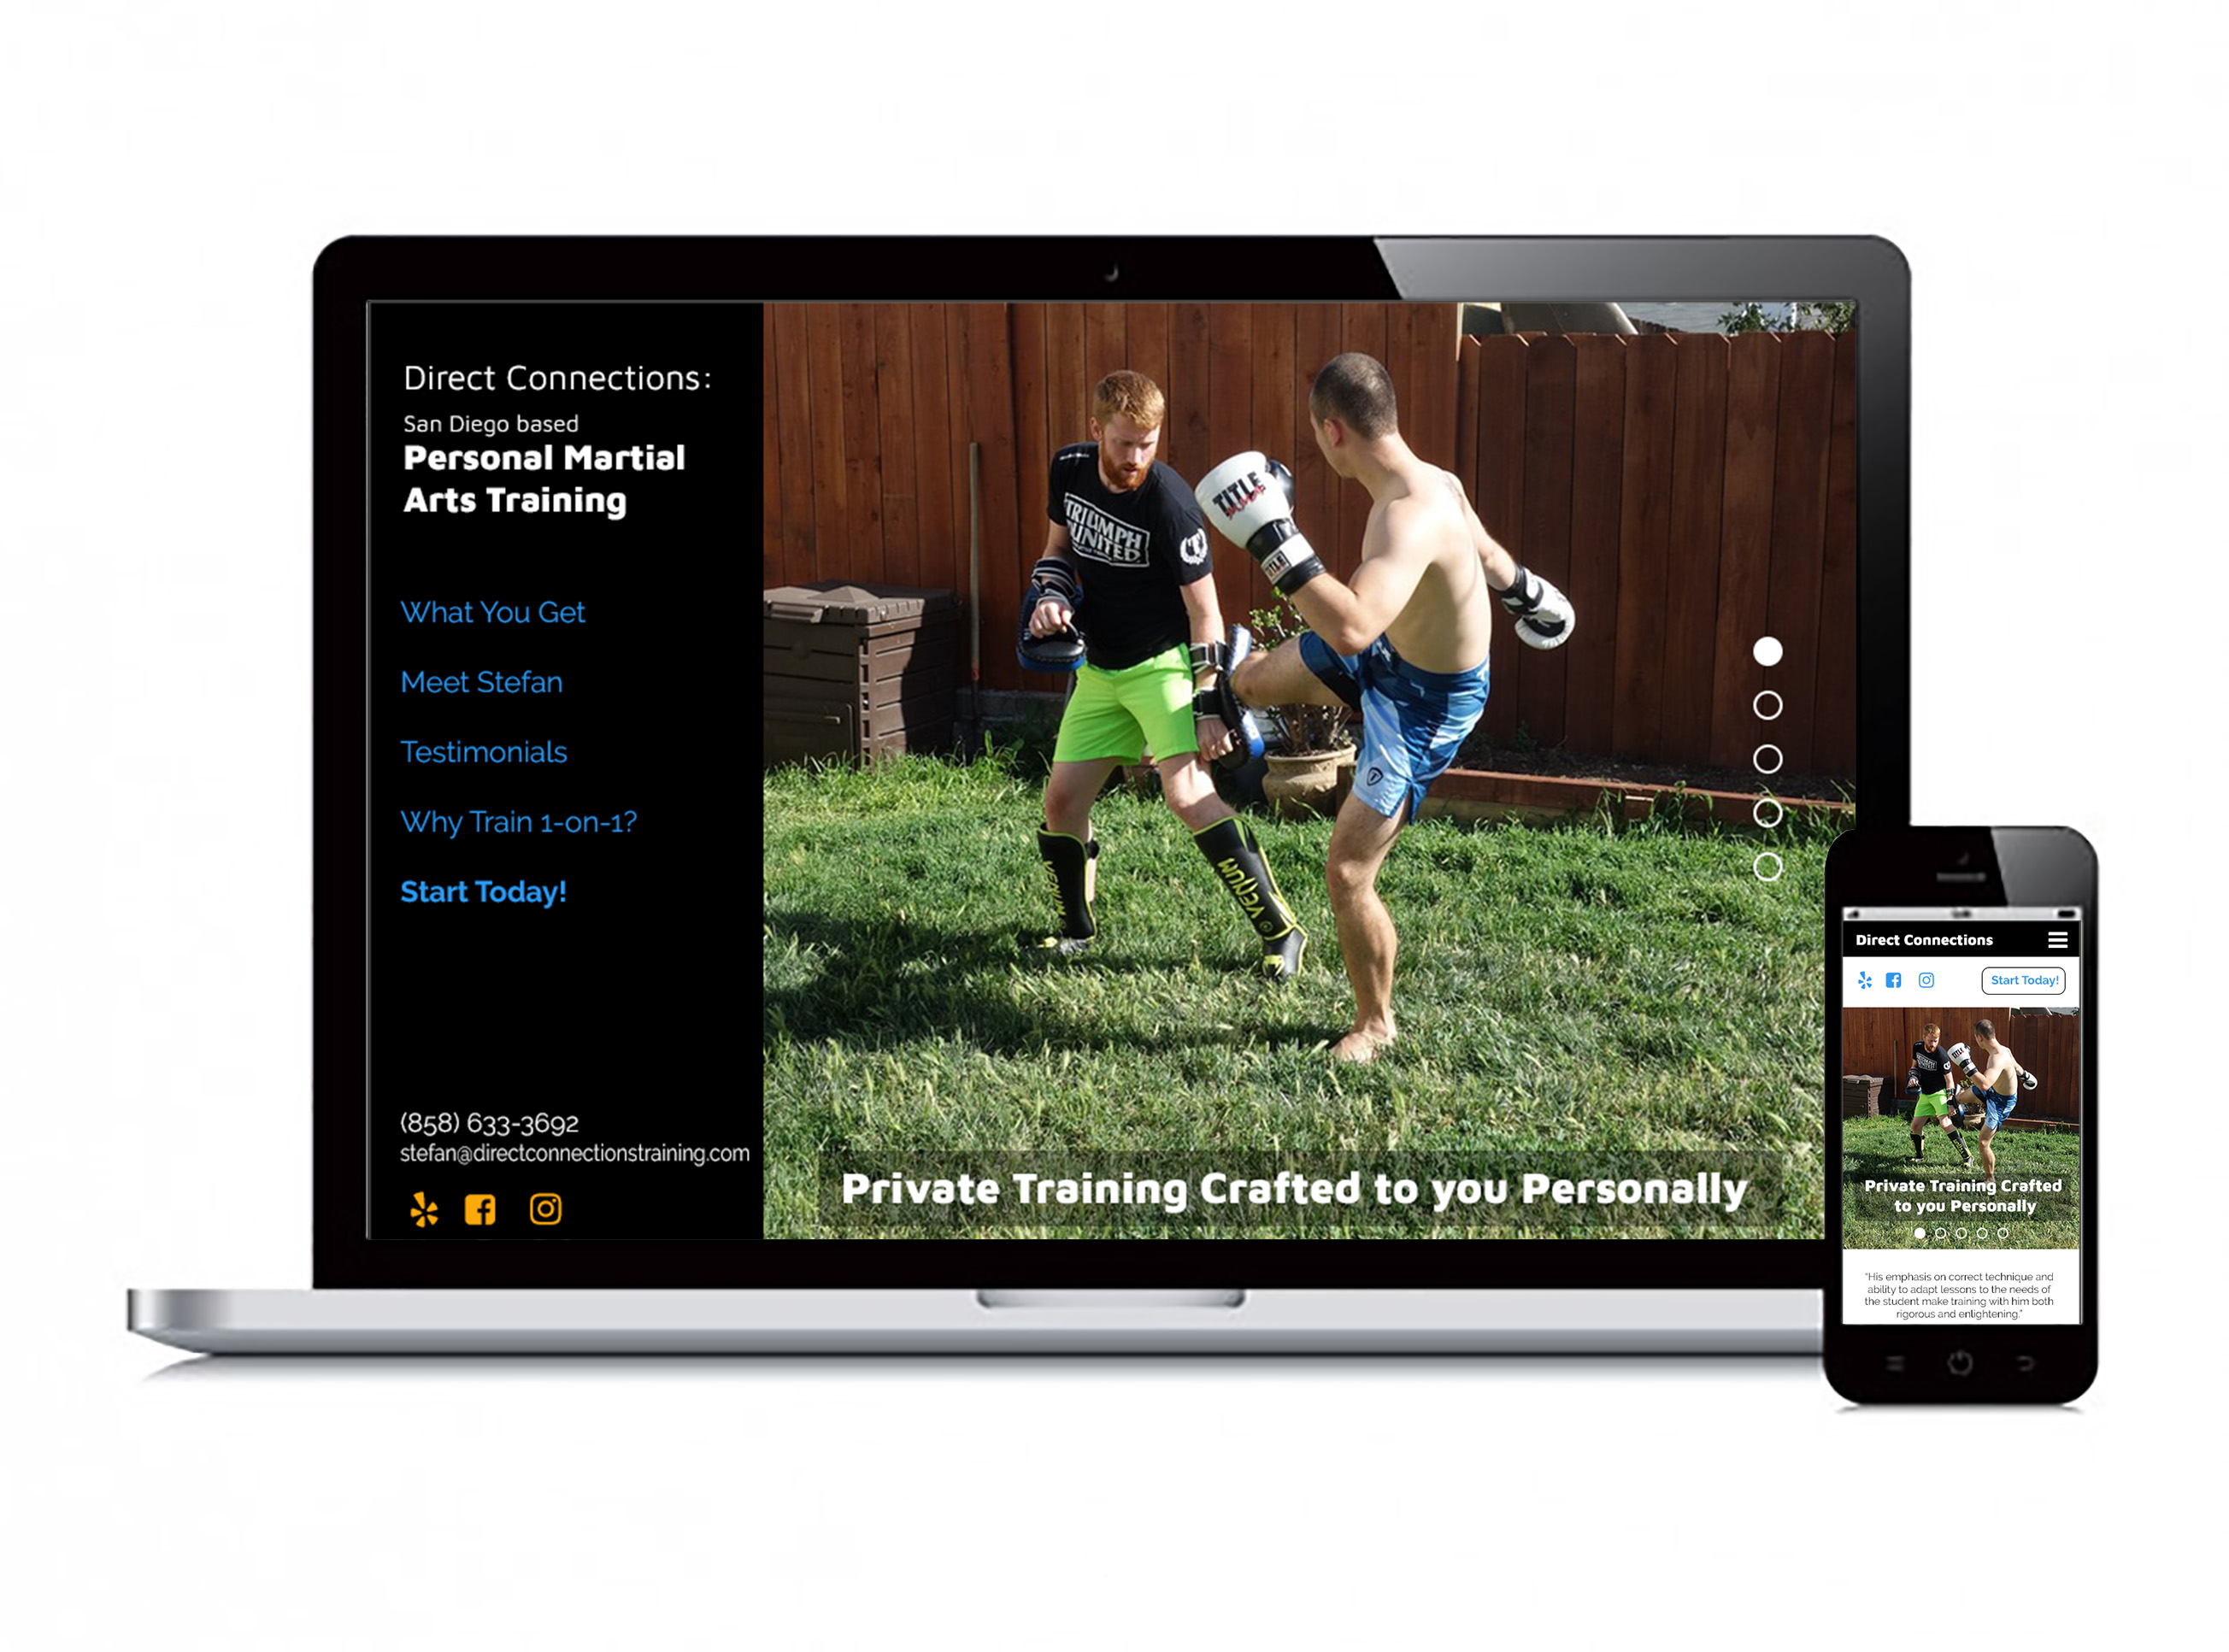 Direct Connections:
San Diego based
Personal Martial
Arts Training
What You Get
Meet Stefan
Testimonials
Why Train 1-on-1?
Start Today!
(858) 633-3692
stefan@directconnectionstraining.com
TRIUMPH
UNITED
TITLE
TITLE
VENUM
VENUM
Private Training Crafted to you Personally
Direct Connections
Start Today!
TITLE
Private Training Crafted
to you Personally
"His emphasis on correct technique and
ability to adapt lessons to the needs of
the student make training with him both
rigorous and enlightening."